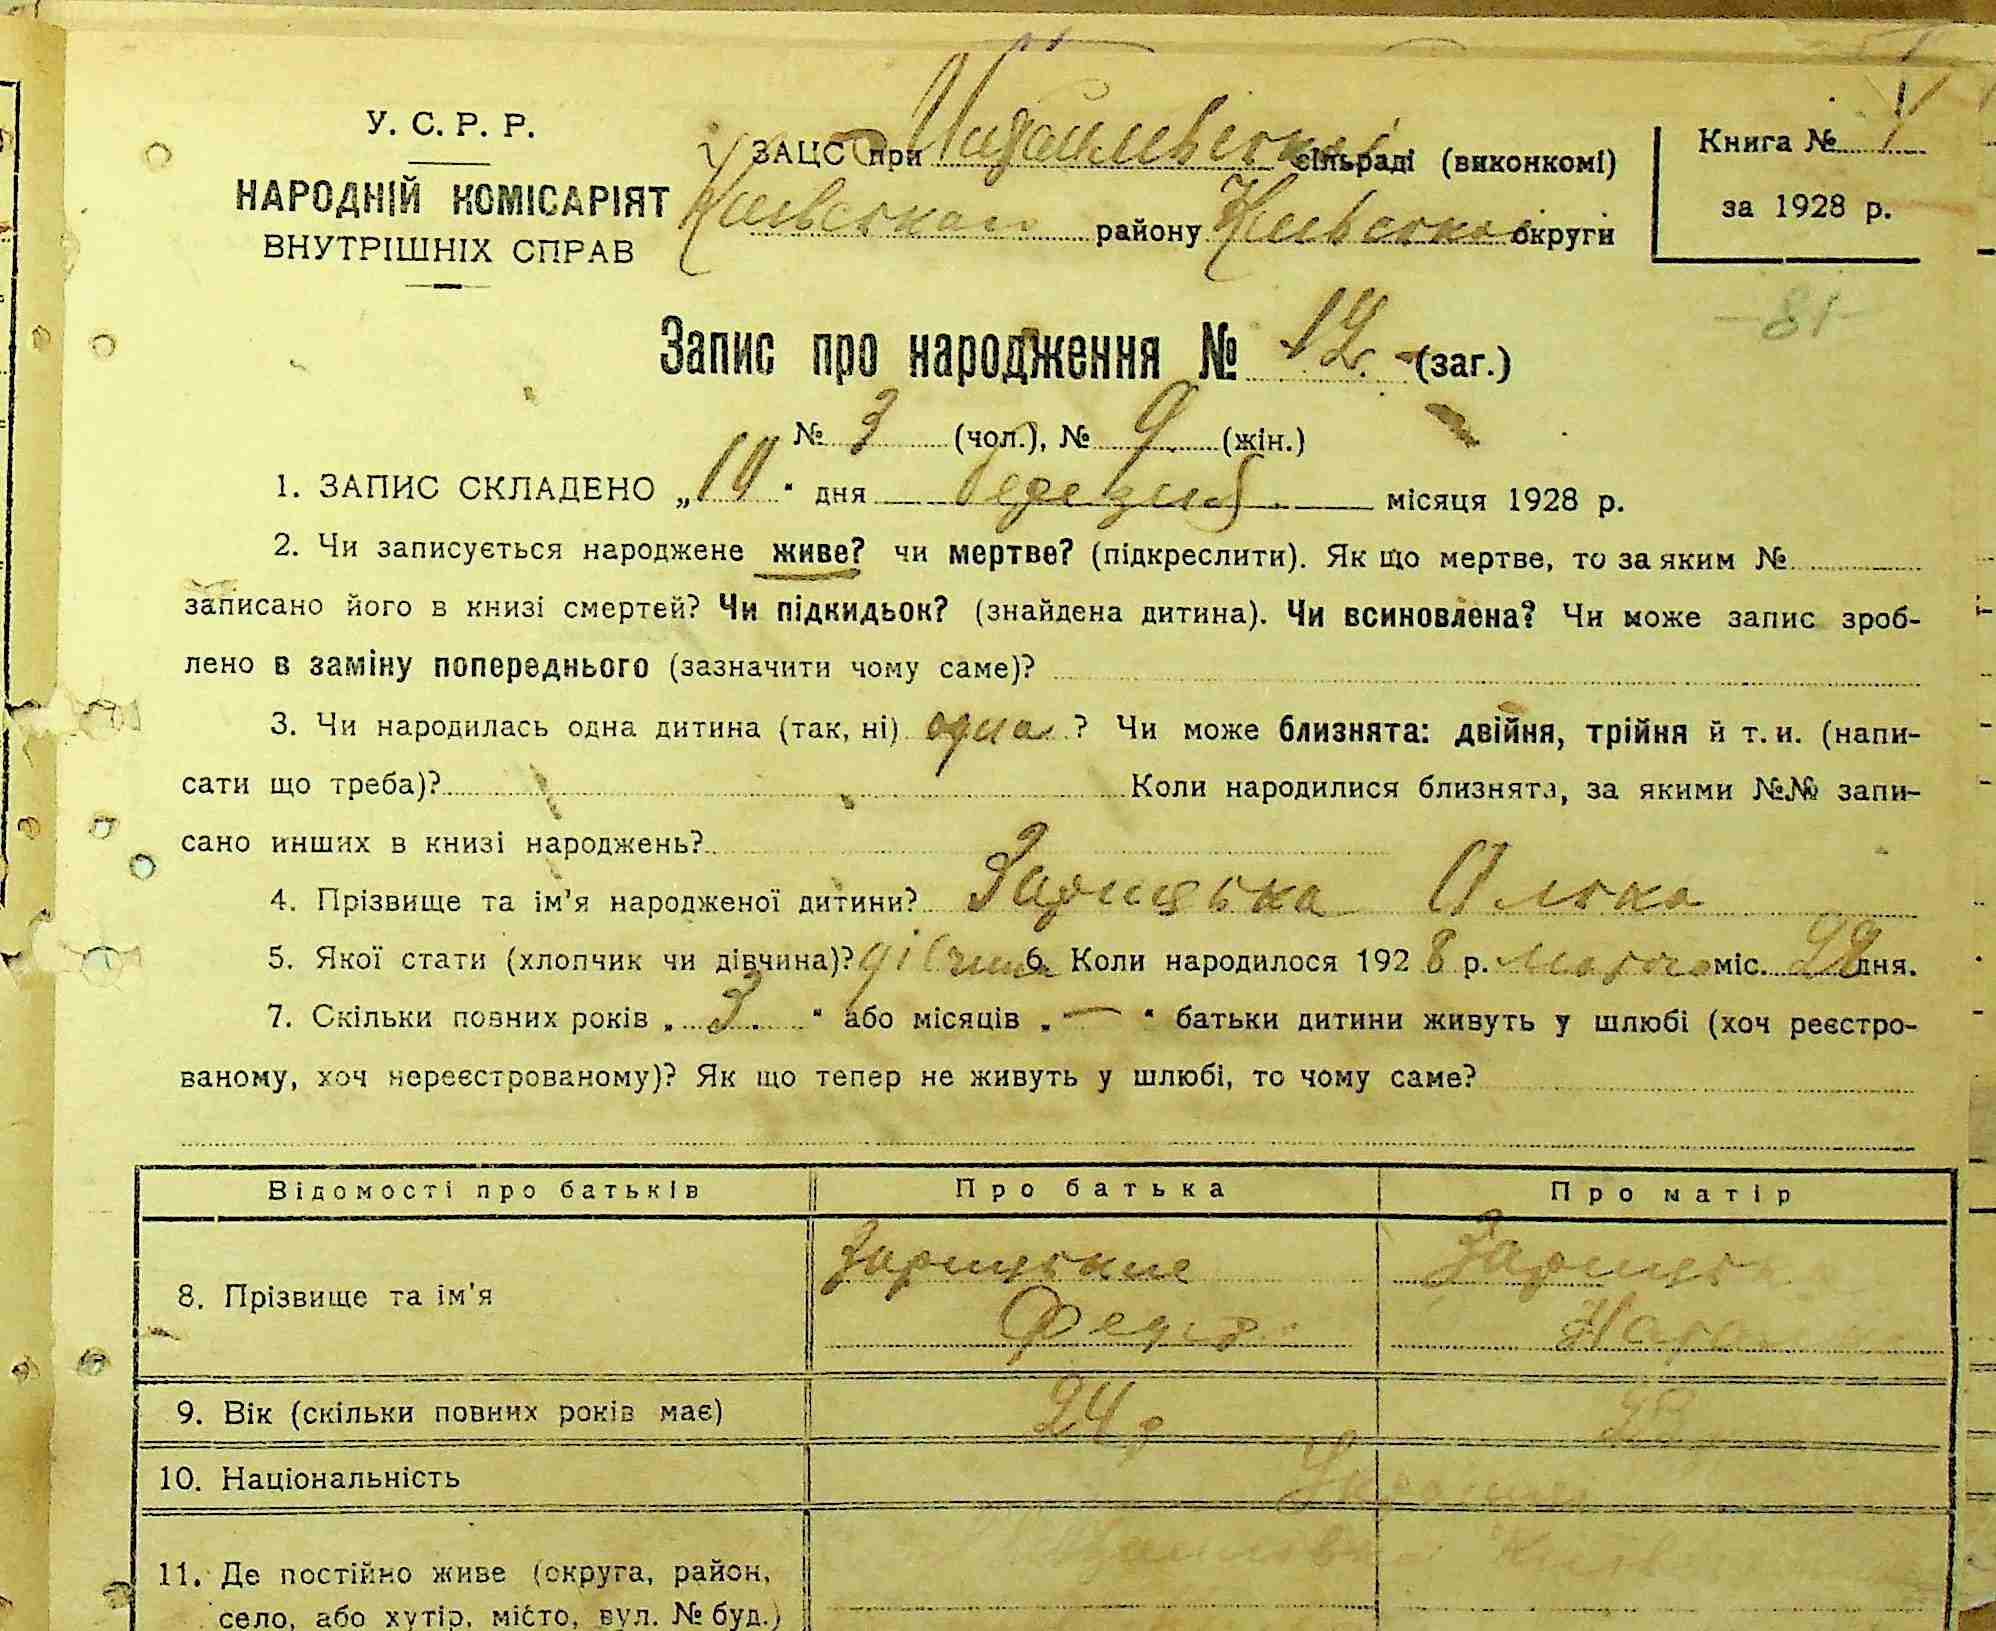 У. С. Р. Р.
НАРОДНІЙ КОМІСАРІЯТ
ВНУТРІШНІХ СПРАВ
ЗАЦС при сільраді (виконкомі)
Київського району Київської округи
Книга №
за 1928 р.
-81-
Запис про народження № 12 (заг.)
№ 3 (чол.), № 9 (жін.)
1. ЗАПИС СКЛАДЕНО „ " дня березня місяця 1928 р.
2. Чи записується народжене живе? чи мертве? (підкреслити). Як що мертве, то за яким №
записано його в книзі смертей? Чи підкидьок? (знайдена дитина). Чи всиновлена? Чи може запис зроб-
лено в заміну попереднього (зазначити чому саме)?
3. Чи народилась одна дитина (так, ні) одна ? Чи може близнята: двійня, трійня й т. и. (напи-
сати що треба)? Коли народилися близнята, за якими №№ запи-
сано инших в книзі народжень?
4. Прізвище та ім'я народженої дитини? Зарицька
5. Якої стати (хлопчик чи дівчина)? дівчина 6. Коли народилося 1928 р. міс. дня.
7. Скільки повних років „ 3 " або місяців „ — " батьки дитини живуть у шлюбі (хоч реєстро-
ваному, хоч нереєстрованому)? Як що тепер не живуть у шлюбі, то чому саме?
Відомості про батьків Про батька Про матір
8. Прізвище та ім'я Зарицький Зарицька
Федір
9. Вік (скільки повних років має) 24 р
10. Національність
11. Де постійно живе (округа, район,
село, або хутір, місто, вул. № буд.)